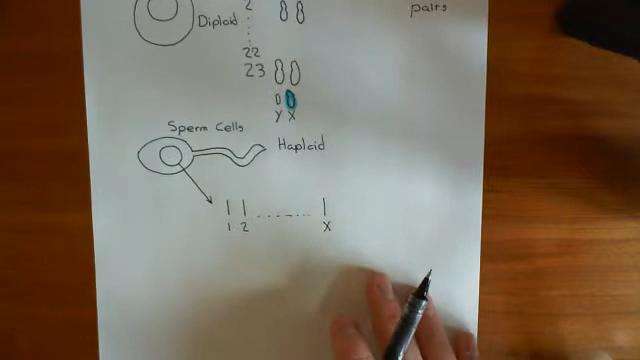 2
pairs
Diploid
22
23
Y X
Sperm Cells
Haploid
1 2 X